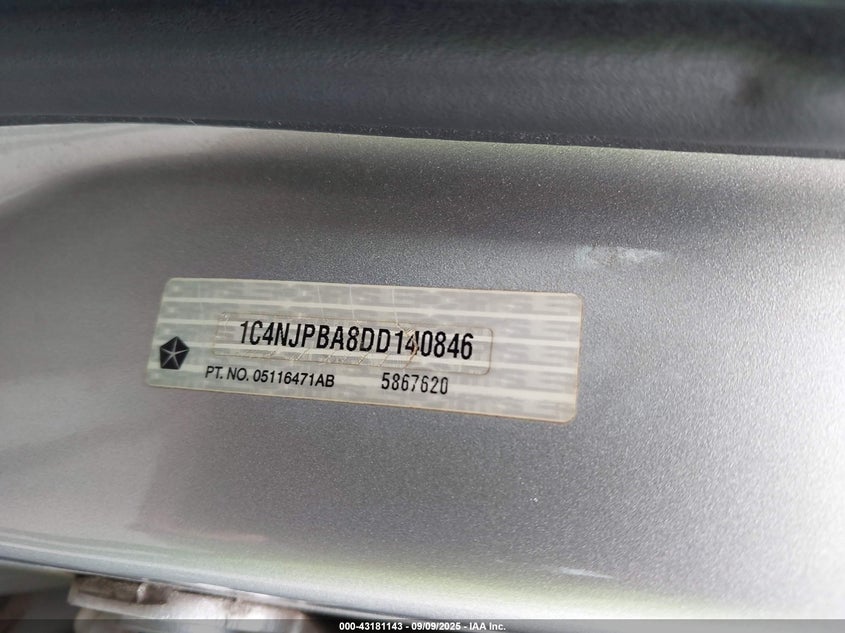 1C4NJPBA8DD140846
PT. NO. 05116471AB 5867620
000-43181143 - 09/09/2025 - IAA Inc.